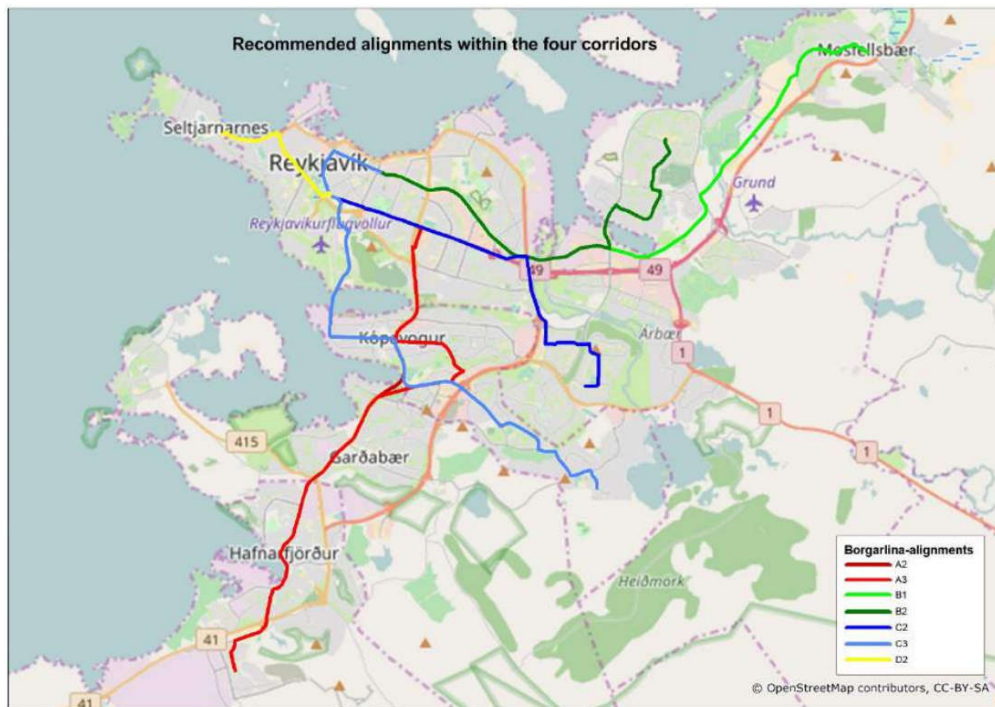 Recommended alignments within the four corridors
Mosfellsbær
Seltjarnarnes
Reykjavík
Grund
Reykjavíkurflugvöllur
49
49
Kópavogur
Árbær
1
1
1
415
Garðabær
Hafnarfjörður
Heiðmörk
41
41
Borgarlina-alignments
A2
A3
B1
B2
C2
C3
D2
© OpenStreetMap contributors, CC-BY-SA